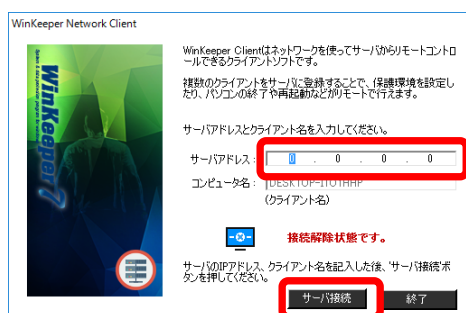 WinKeeper Network Client
WinKeeper Clientはネットワークを使ってサーバからリモートコントロ
ールできるクライアントソフトです。
複数のクライアントをサーバに登録することで、保護環境を設定し
たり、パソコンの終了や再起動などがリモートで行えます。
サーバアドレスとクライアント名を入力してください。
サーバアドレス : 0 . 0 . 0 . 0
コンピュータ名 : DESKTOP-ITOTHHP
(クライアント名)
接続解除状態です。
サーバのIPアドレス、クライアント名を記入した後、'サーバ接続'ボ
タンを押してください。
サーバ接続 終了
WinKeeper7